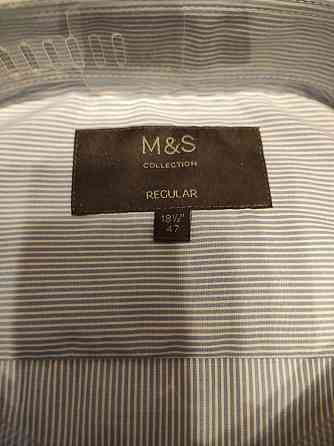 M&S
COLLECTION
REGULAR
18½"
47